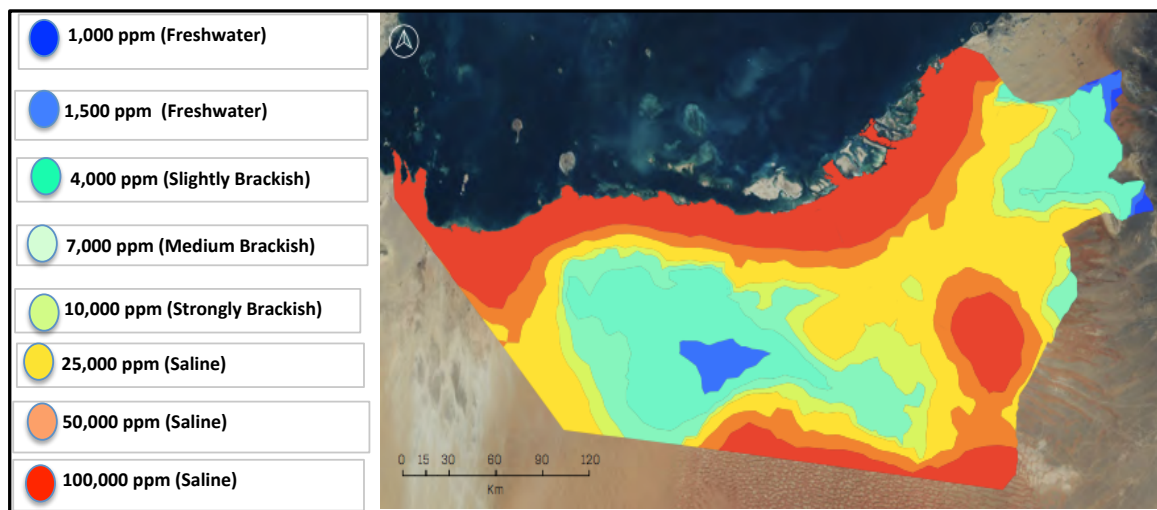 1,000 ppm (Freshwater)
1,500 ppm (Freshwater)
4,000 ppm (Slightly Brackish)
7,000 ppm (Medium Brackish)
10,000 ppm (Strongly Brackish)
25,000 ppm (Saline)
50,000 ppm (Saline)
100,000 ppm (Saline)
0 15 30 60 90 120
Km